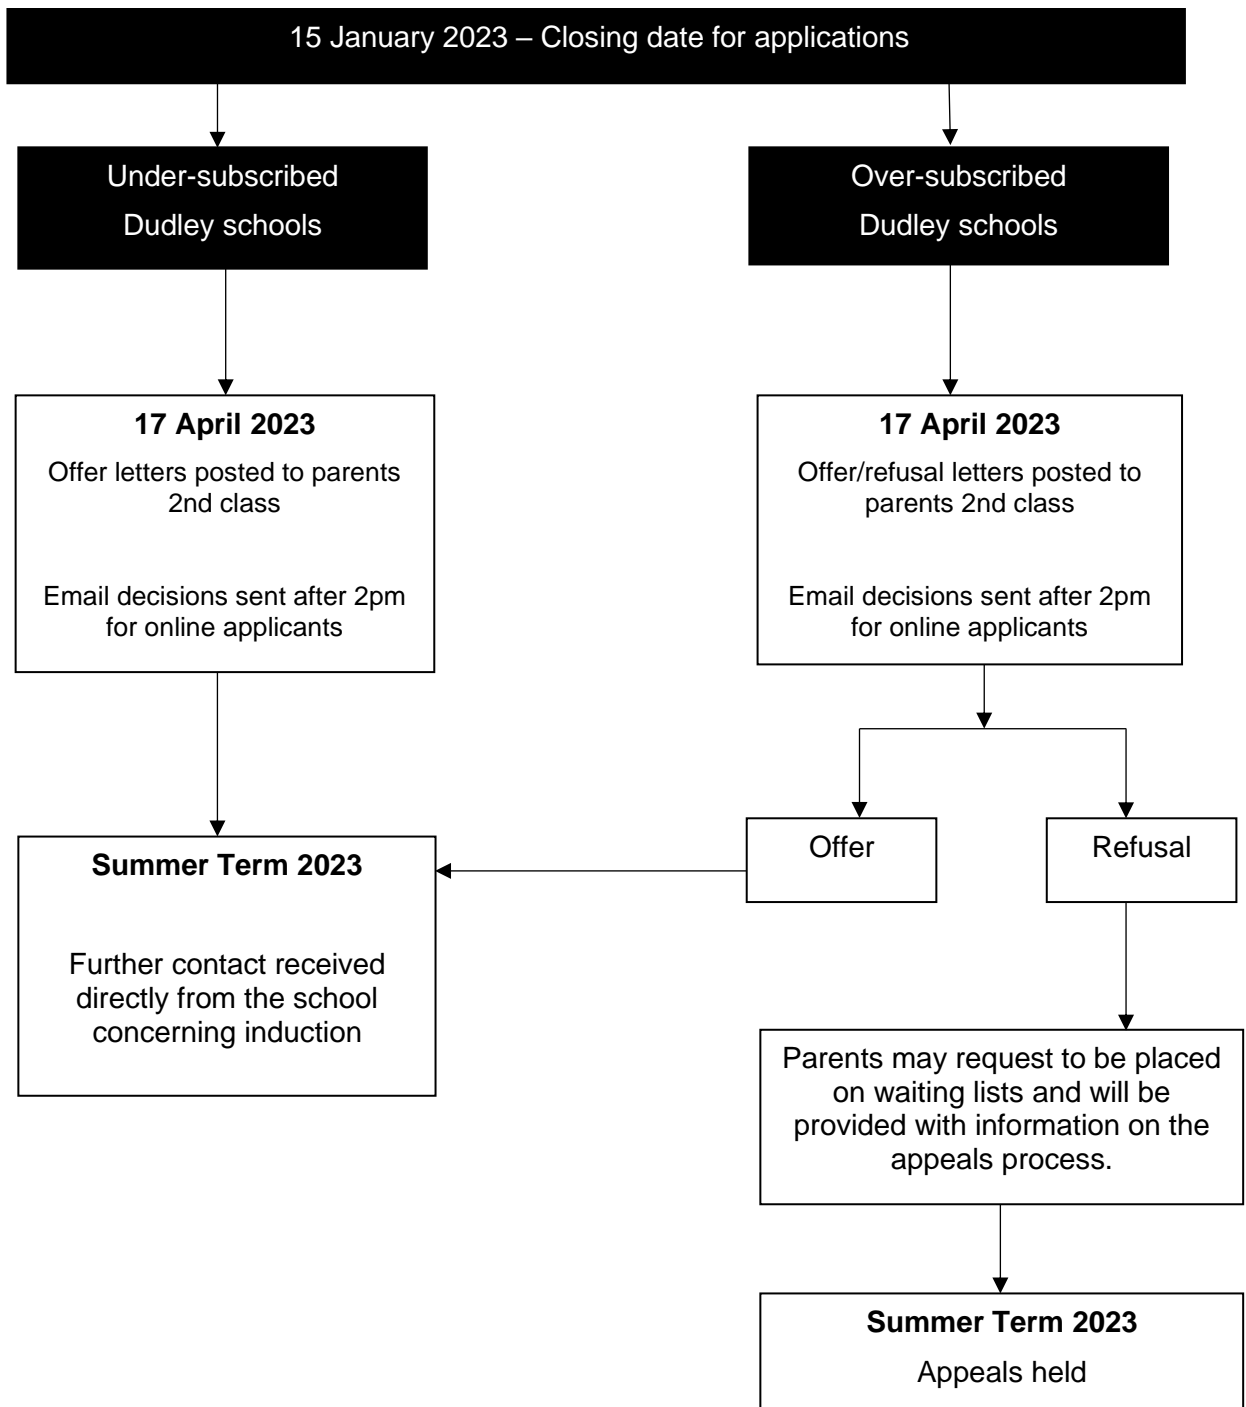 15 January 2023 – Closing date for applications
Under-subscribed
Dudley schools
Over-subscribed
Dudley schools
17 April 2023
Offer letters posted to parents
2nd class
Email decisions sent after 2pm
for online applicants
17 April 2023
Offer/refusal letters posted to
parents 2nd class
Email decisions sent after 2pm
for online applicants
Offer
Refusal
Summer Term 2023
Further contact received
directly from the school
concerning induction
Parents may request to be placed
on waiting lists and will be
provided with information on the
appeals process.
Summer Term 2023
Appeals held